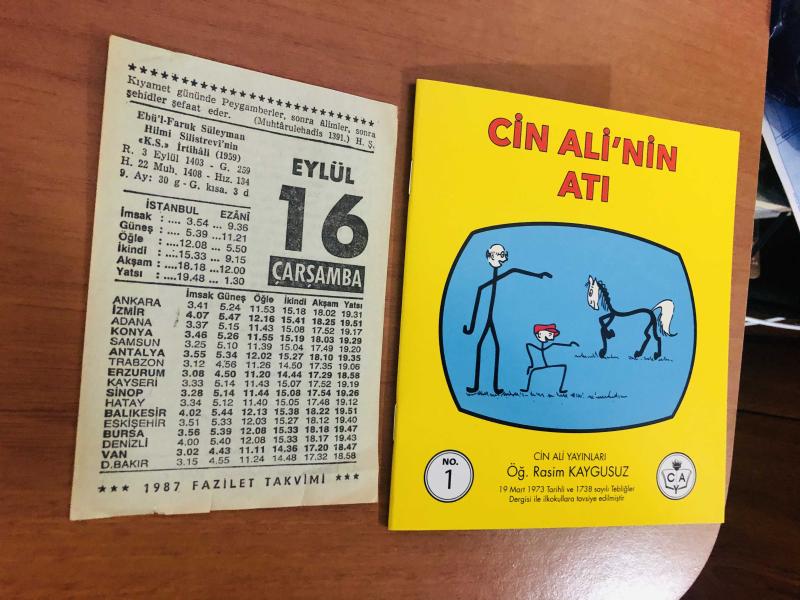 Kıyamet gününde Peygamberler, sonra Alimler, sonra
şehidler şefaat eder. (Muhtârulehadis 1391.) H. Ş.
Ebü'l-Faruk Süleyman
Hilmi Silistrevî'nin
«K.S.» İrtihâli (1959)
R. 3 Eylül 1403 - G. 259
H. 22 Muh. 1408 - Hız. 134
9. Ay: 30 g - G. kısa. 3 d
EYLÜL
16
ÇARŞAMBA
İSTANBUL EZÂNÎ
İmsak : .... 3.54 ... 9.36
Güneş : .... 5.39 ...11.21
Öğle : ....12.08 ... 5.50
İkindi : ....15.33 ... 9.15
Akşam : ....18.18 ...12.00
Yatsı : ....19.48 ... 1.30
İmsak Güneş Öğle İkindi Akşam Yatsı
ANKARA 3.41 5.24 11.53 15.18 18.02 19.31
İZMİR 4.07 5.47 12.16 15.41 18.25 19.51
ADANA 3.37 5.15 11.43 15.08 17.52 19.17
KONYA 3.46 5.26 11.55 15.19 18.03 19.29
SAMSUN 3.25 5.10 11.39 15.04 17.49 19.20
ANTALYA 3.55 5.34 12.02 15.27 18.10 19.35
TRABZON 3.12 4.56 11.26 14.50 17.35 19.06
ERZURUM 3.08 4.50 11.20 14.44 17.29 18.58
KAYSERİ 3.33 5.14 11.43 15.07 17.52 19.19
SİNOP 3.28 5.14 11.44 15.08 17.54 19.26
HATAY 3.34 5.12 11.40 15.05 17.48 19.12
BALIKESİR 4.02 5.44 12.13 15.38 18.22 19.51
ESKİŞEHİR 3.51 5.33 12.03 15.27 18.12 19.40
BURSA 3.56 5.39 12.08 15.33 18.18 19.47
DENİZLİ 4.00 5.40 12.08 15.33 18.17 19.43
VAN 3.02 4.43 11.11 14.36 17.20 18.47
D.BAKIR 3.15 4.55 11.24 14.48 17.32 18.58
★★★ 1987 FAZİLET TAKVİMİ ★★★
CİN ALİ'NİN
ATI
CİN ALİ YAYINLARI
Öğ. Rasim KAYGUSUZ
19 Mart 1973 Tarihli ve 1738 sayılı Tebliğler
Dergisi ile ilkokullara tavsiye edilmiştir
NO.
1
C A
Y